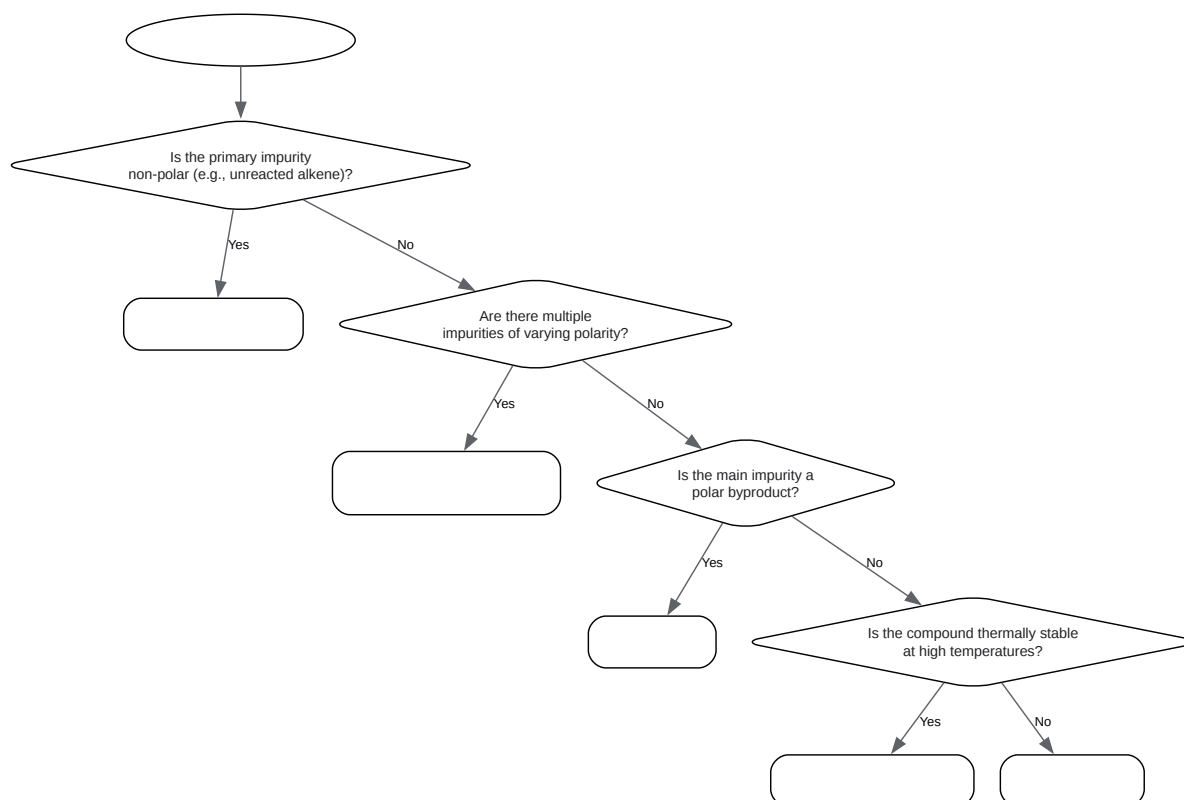 Is the primary impurity
non-polar (e.g., unreacted alkene)?
Yes
No
Are there multiple
impurities of varying polarity?
Yes
No
Is the main impurity a
polar byproduct?
Yes
No
Is the compound thermally stable
at high temperatures?
Yes
No